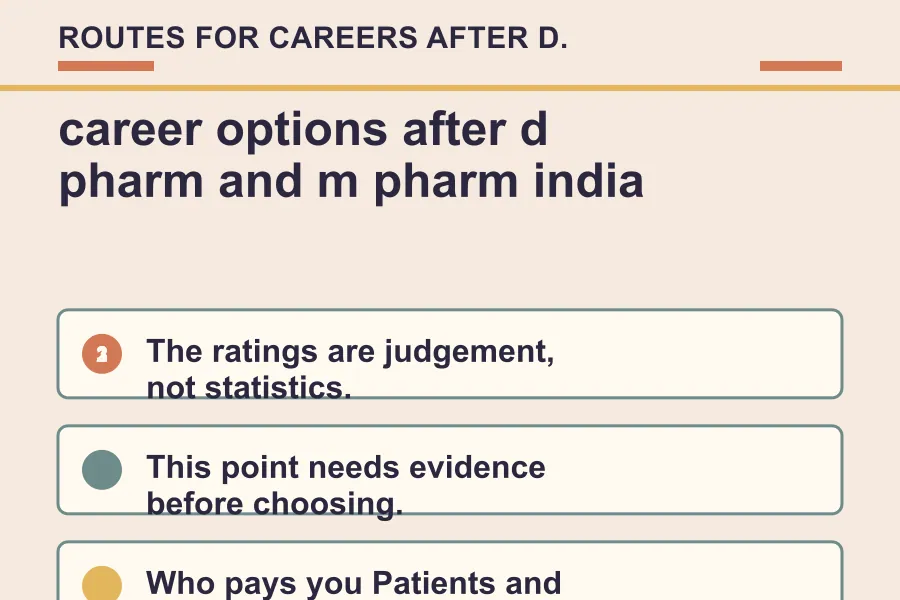 ROUTES FOR CAREERS AFTER D.
career options after d
pharm and m pharm india
The ratings are judgement,
not statistics.
This point needs evidence
before choosing.
Who pays you Patients and